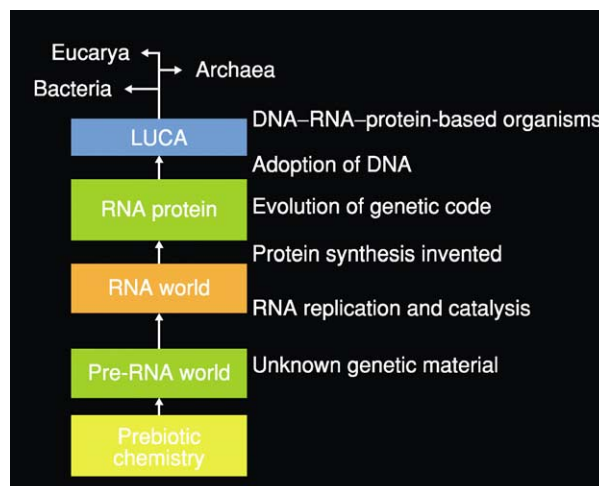 Eucarya
Archaea
Bacteria
DNA–RNA–protein-based organisms
LUCA
Adoption of DNA
RNA protein
Evolution of genetic code
Protein synthesis invented
RNA world
RNA replication and catalysis
Pre-RNA world
Unknown genetic material
Prebiotic
chemistry